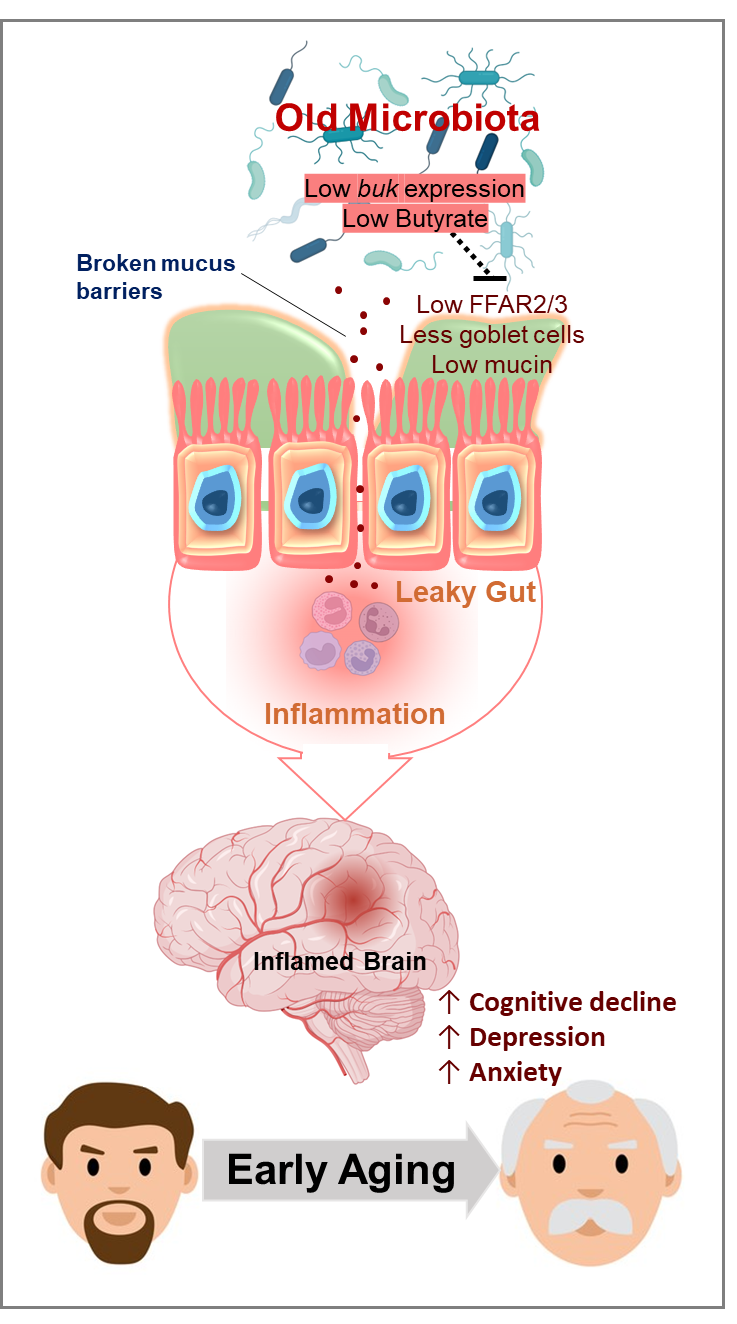 Old Microbiota
Low buk expression
Low Butyrate
Broken mucus
barriers
Low FFAR2/3
Less goblet cells
Low mucin
Leaky Gut
Inflammation
Inflamed Brain
↑ Cognitive decline
↑ Depression
↑ Anxiety
Early Aging